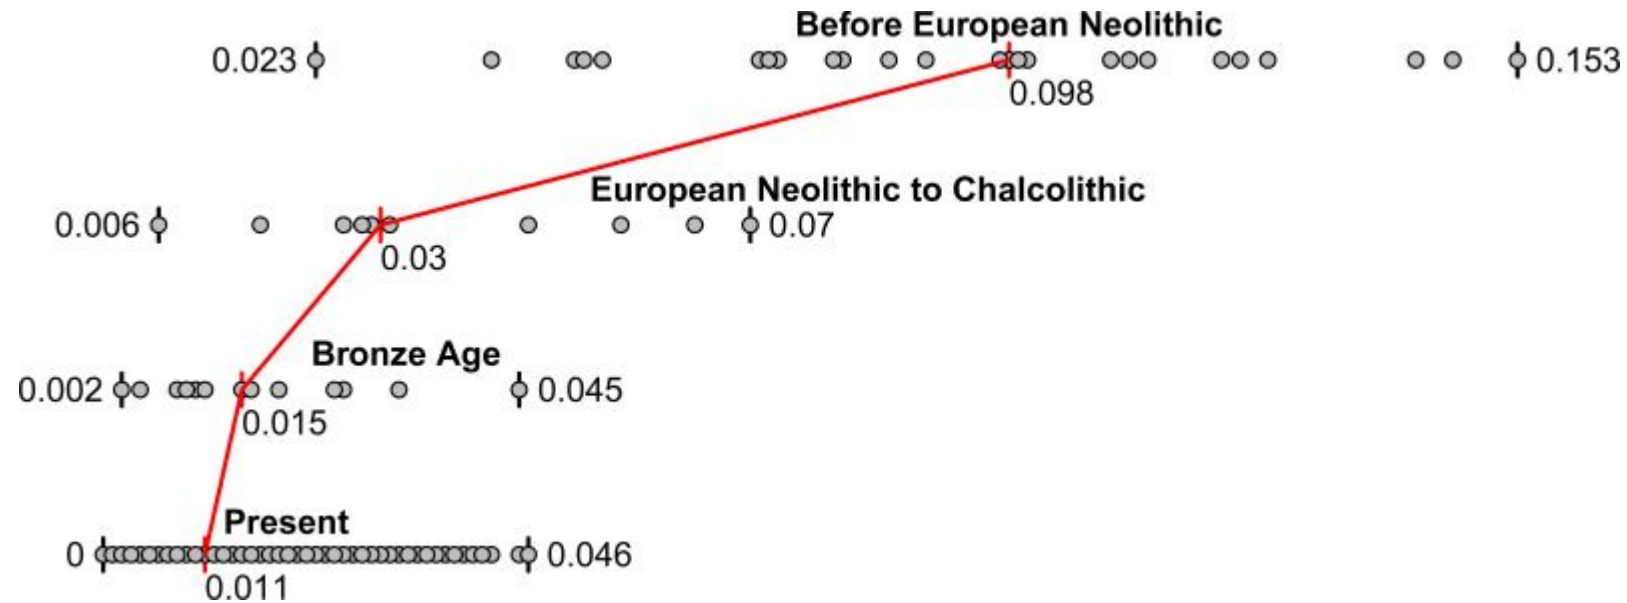 Before European Neolithic
0.023 0.153
0.098
European Neolithic to Chalcolithic
0.006 0.07
0.03
Bronze Age
0.002 0.045
0.015
Present
0 0.046
0.011